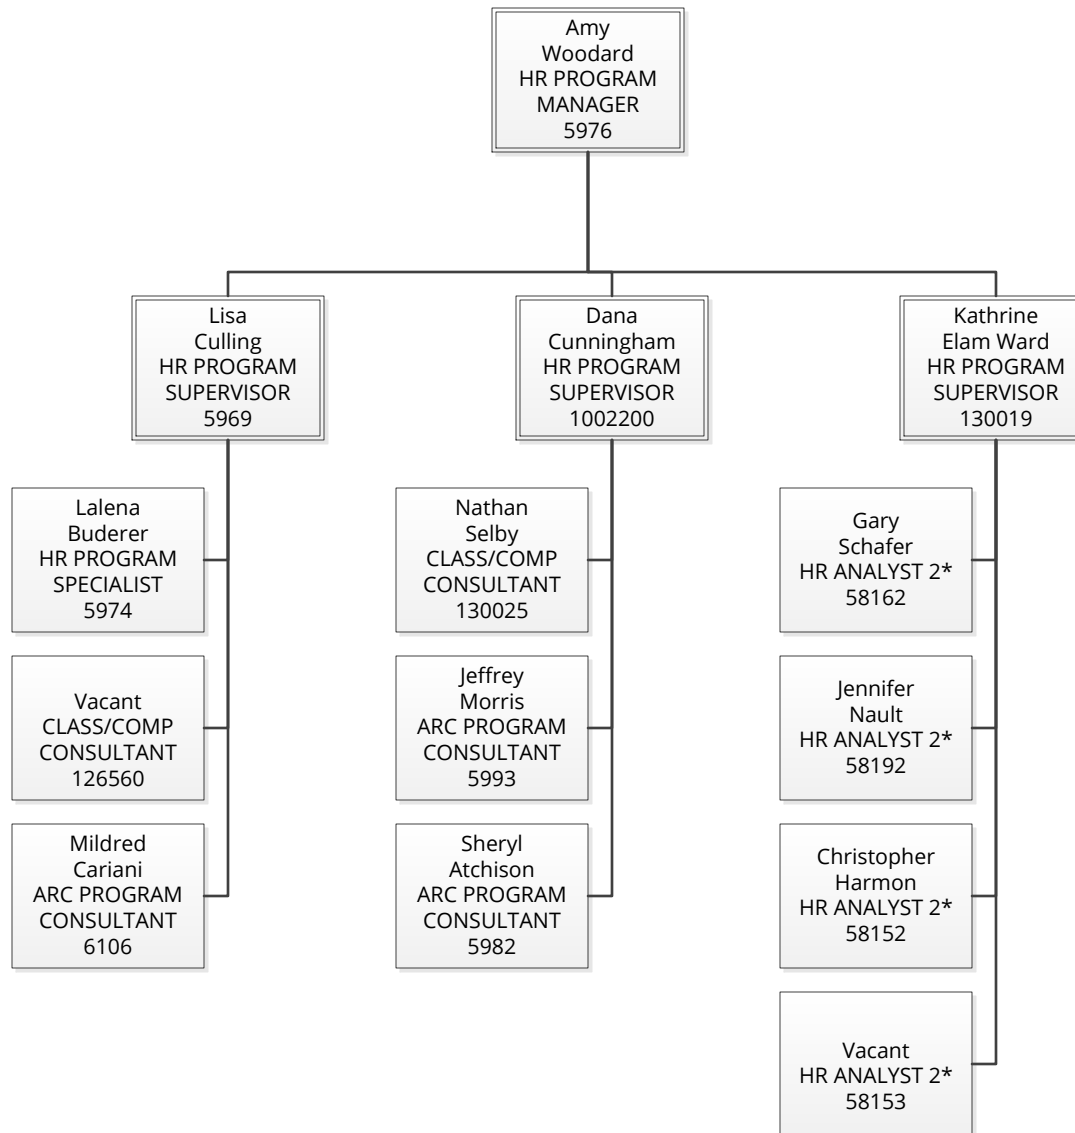 Amy
Woodard
HR PROGRAM
MANAGER
5976
Lisa
Culling
HR PROGRAM
SUPERVISOR
5969
Dana
Cunningham
HR PROGRAM
SUPERVISOR
1002200
Kathrine
Elam Ward
HR PROGRAM
SUPERVISOR
130019
Lalena
Buderer
HR PROGRAM
SPECIALIST
5974
Nathan
Selby
CLASS/COMP
CONSULTANT
130025
Gary
Schafer
HR ANALYST 2*
58162
Vacant
CLASS/COMP
CONSULTANT
126560
Jeffrey
Morris
ARC PROGRAM
CONSULTANT
5993
Jennifer
Nault
HR ANALYST 2*
58192
Mildred
Cariani
ARC PROGRAM
CONSULTANT
6106
Sheryl
Atchison
ARC PROGRAM
CONSULTANT
5982
Christopher
Harmon
HR ANALYST 2*
58152
Vacant
HR ANALYST 2*
58153